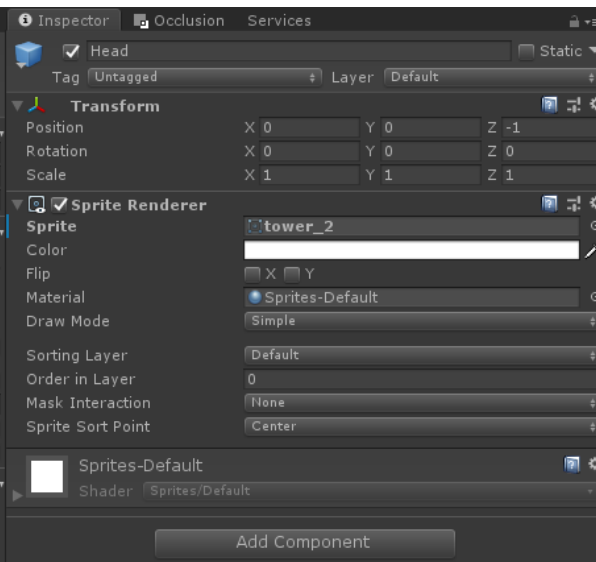 Inspector Occlusion Services
Head Static
Tag Untagged Layer Default
Transform
Position X 0 Y 0 Z -1
Rotation X 0 Y 0 Z 0
Scale X 1 Y 1 Z 1
Sprite Renderer
Sprite tower_2
Color
Flip X Y
Material Sprites-Default
Draw Mode Simple
Sorting Layer Default
Order in Layer 0
Mask Interaction None
Sprite Sort Point Center
Sprites-Default
Shader Sprites/Default
Add Component